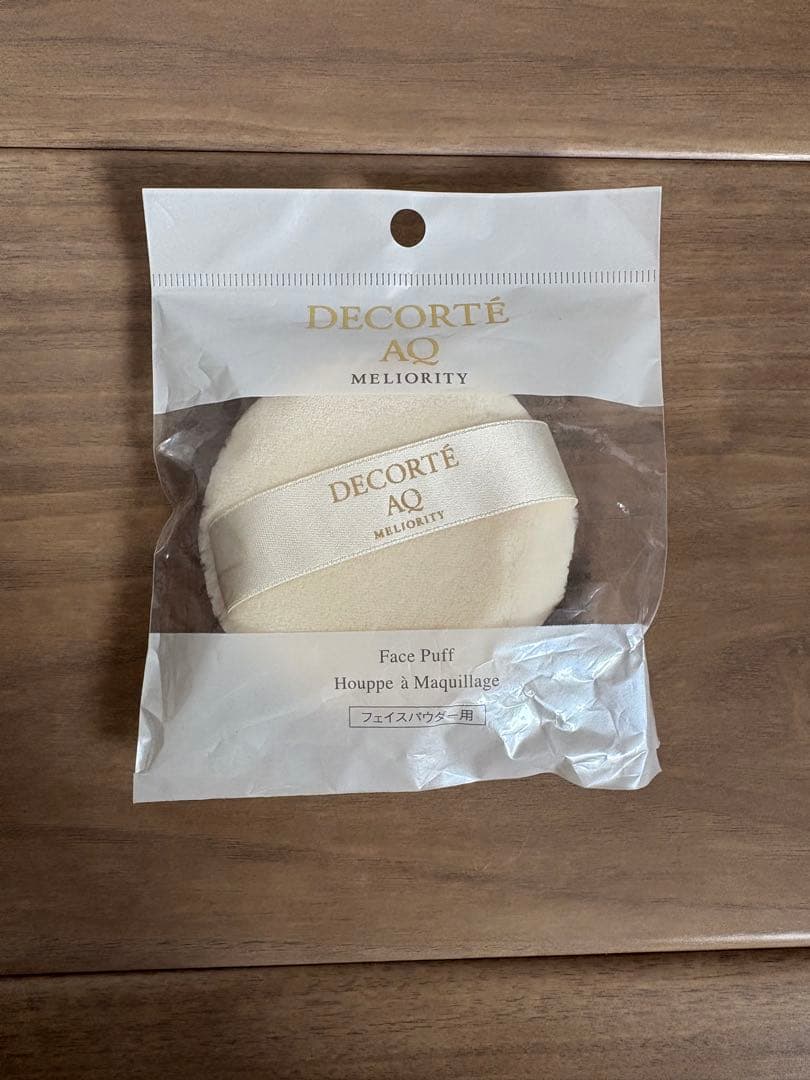 DECORTÉ
AQ
MELIORITY
DECORTÉ
AQ
MELIORITY
Face Puff
Houppe à Maquillage
フェイスパウダー用